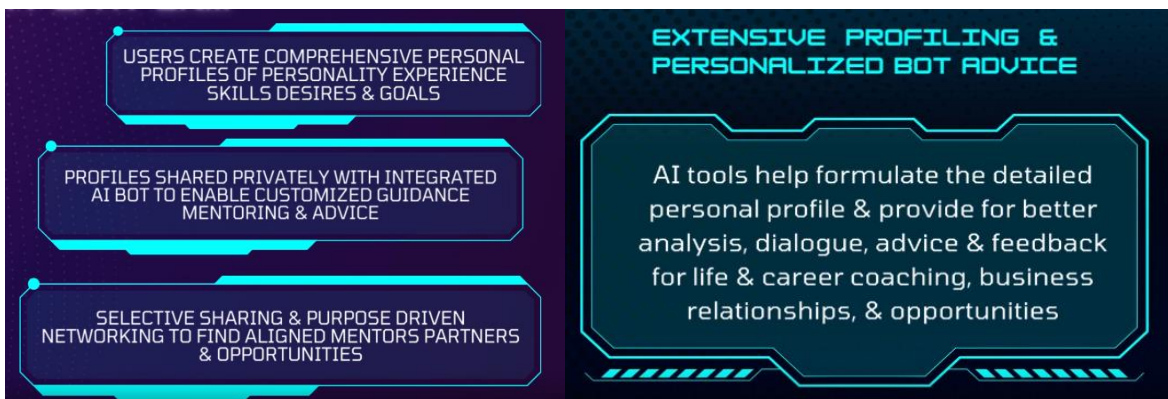 USERS CREATE COMPREHENSIVE PERSONAL
PROFILES OF PERSONALITY EXPERIENCE
SKILLS DESIRES & GOALS
PROFILES SHARED PRIVATELY WITH INTEGRATED
AI BOT TO ENABLE CUSTOMIZED GUIDANCE
MENTORING & ADVICE
SELECTIVE SHARING & PURPOSE DRIVEN
NETWORKING TO FIND ALIGNED MENTORS PARTNERS
& OPPORTUNITIES
EXTENSIVE PROFILING &
PERSONALIZED BOT ADVICE
AI tools help formulate the detailed
personal profile & provide for better
analysis, dialogue, advice & feedback
for life & career coaching, business
relationships, & opportunities